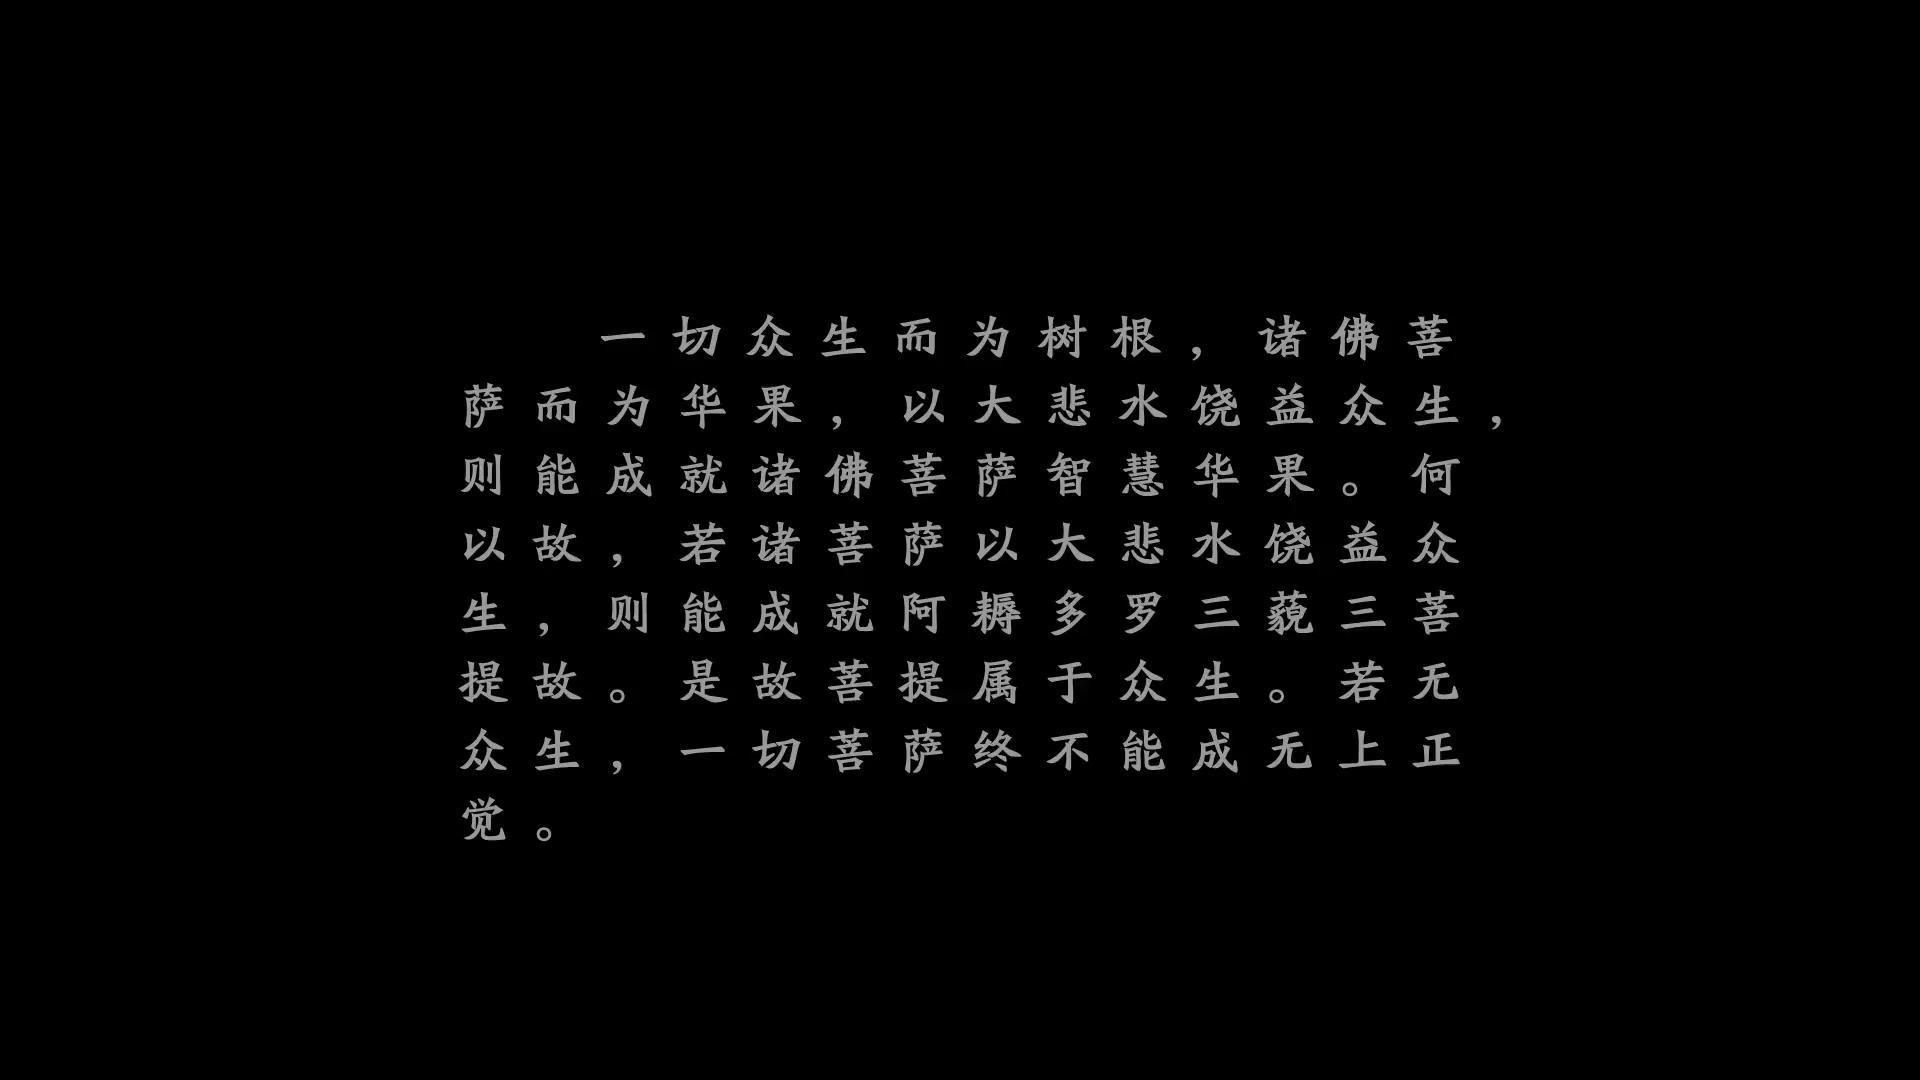 一切众生而为树根，诸佛菩
萨而为华果，以大悲水饶益众生，
则能成就诸佛菩萨智慧华果。何
以故，若诸菩萨以大悲水饶益众
生，则能成就阿耨多罗三藐三菩
提故。是故菩提属于众生。若无
众生，一切菩萨终不能成无上正
觉。